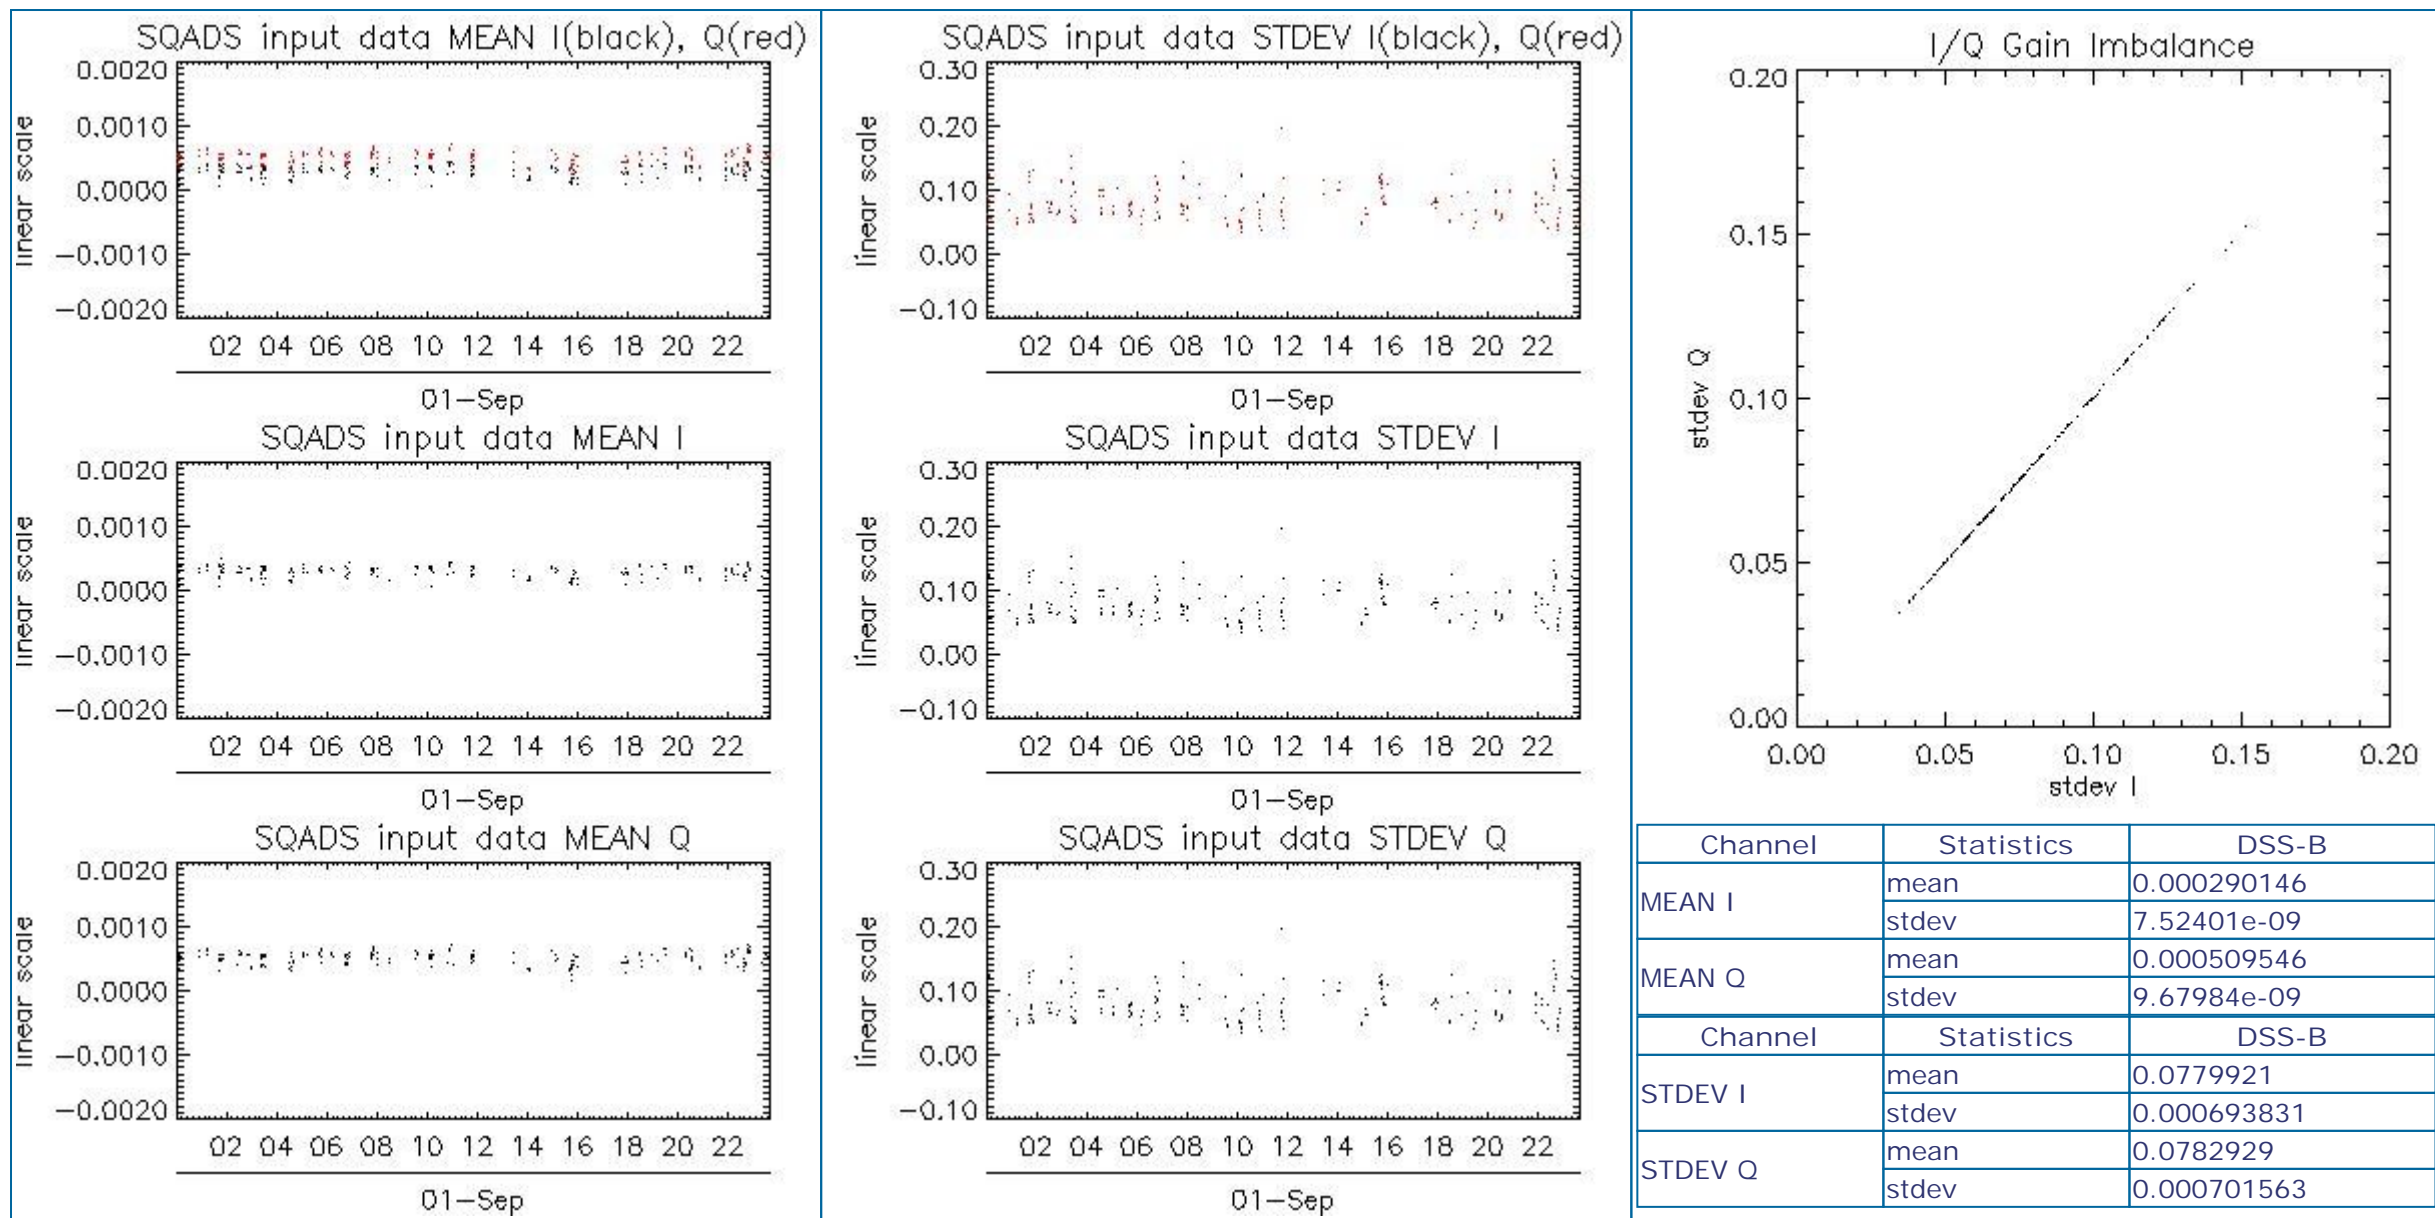 SQADS input data MEAN I(black), Q(red)
0.0020
0.0010
0.0000
−0.0010
−0.0020
linear scale
02 04 06 08 10 12 14 16 18 20 22
01−Sep
SQADS input data MEAN I
0.0020
0.0010
0.0000
−0.0010
−0.0020
linear scale
02 04 06 08 10 12 14 16 18 20 22
01−Sep
SQADS input data MEAN Q
0.0020
0.0010
0.0000
−0.0010
−0.0020
linear scale
02 04 06 08 10 12 14 16 18 20 22
01−Sep
SQADS input data STDEV I(black), Q(red)
0.30
0.20
0.10
0.00
−0.10
linear scale
02 04 06 08 10 12 14 16 18 20 22
01−Sep
SQADS input data STDEV I
0.30
0.20
0.10
0.00
−0.10
linear scale
02 04 06 08 10 12 14 16 18 20 22
01−Sep
SQADS input data STDEV Q
0.30
0.20
0.10
0.00
−0.10
linear scale
02 04 06 08 10 12 14 16 18 20 22
01−Sep
I/Q Gain Imbalance
0.20
0.15
0.10
0.05
0.00
stdev Q
0.00 0.05 0.10 0.15 0.20
stdev I
Channel Statistics DSS-B
MEAN I mean 0.000290146
stdev 7.52401e-09
MEAN Q mean 0.000509546
stdev 9.67984e-09
Channel Statistics DSS-B
STDEV I mean 0.0779921
stdev 0.000693831
STDEV Q mean 0.0782929
stdev 0.000701563